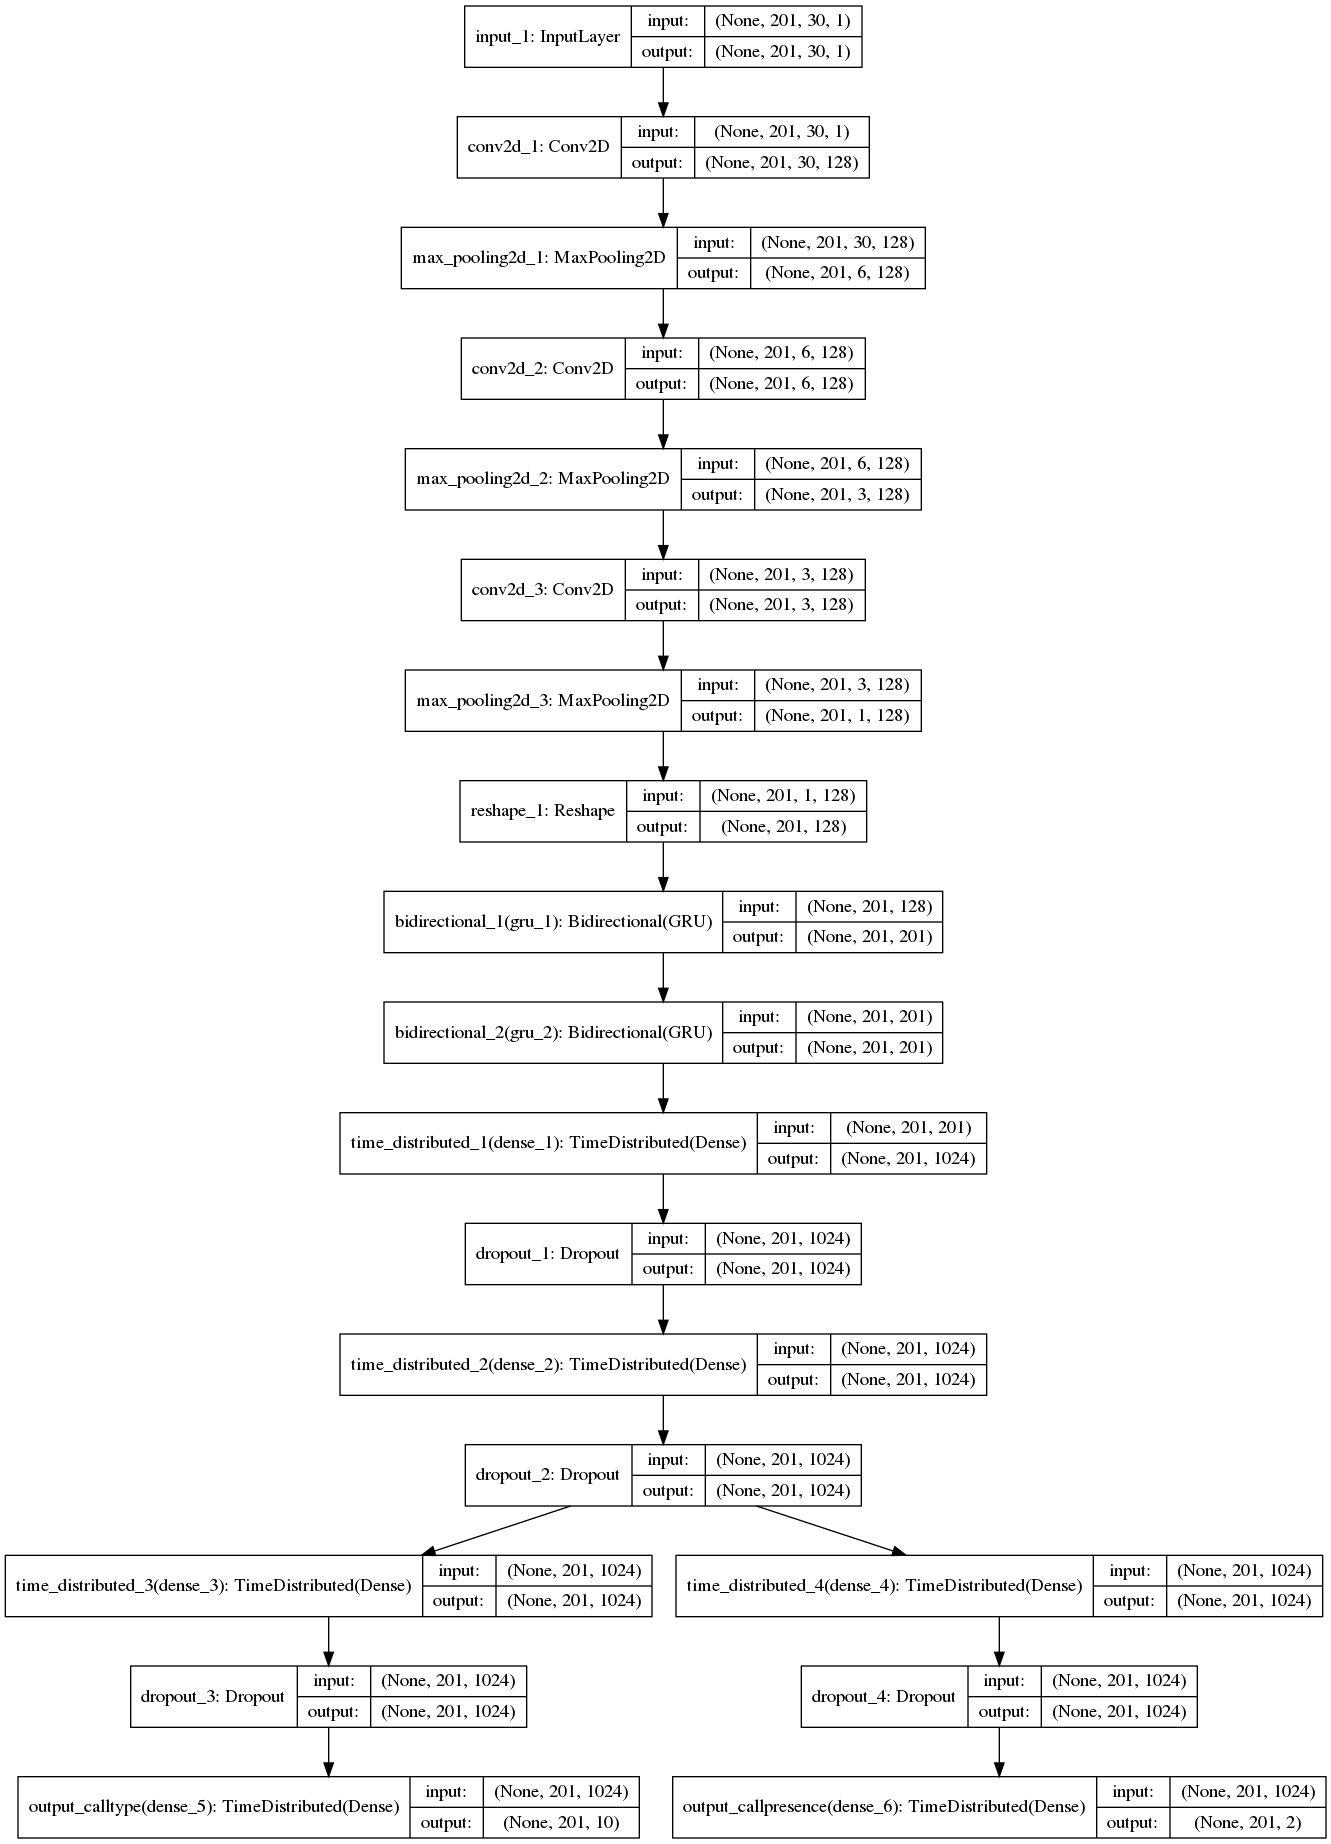 input_1: InputLayer
input: (None, 201, 30, 1)
output: (None, 201, 30, 1)
conv2d_1: Conv2D
input: (None, 201, 30, 1)
output: (None, 201, 30, 128)
max_pooling2d_1: MaxPooling2D
input: (None, 201, 30, 128)
output: (None, 201, 6, 128)
conv2d_2: Conv2D
input: (None, 201, 6, 128)
output: (None, 201, 6, 128)
max_pooling2d_2: MaxPooling2D
input: (None, 201, 6, 128)
output: (None, 201, 3, 128)
conv2d_3: Conv2D
input: (None, 201, 3, 128)
output: (None, 201, 3, 128)
max_pooling2d_3: MaxPooling2D
input: (None, 201, 3, 128)
output: (None, 201, 1, 128)
reshape_1: Reshape
input: (None, 201, 1, 128)
output: (None, 201, 128)
bidirectional_1(gru_1): Bidirectional(GRU)
input: (None, 201, 128)
output: (None, 201, 201)
bidirectional_2(gru_2): Bidirectional(GRU)
input: (None, 201, 201)
output: (None, 201, 201)
time_distributed_1(dense_1): TimeDistributed(Dense)
input: (None, 201, 201)
output: (None, 201, 1024)
dropout_1: Dropout
input: (None, 201, 1024)
output: (None, 201, 1024)
time_distributed_2(dense_2): TimeDistributed(Dense)
input: (None, 201, 1024)
output: (None, 201, 1024)
dropout_2: Dropout
input: (None, 201, 1024)
output: (None, 201, 1024)
time_distributed_3(dense_3): TimeDistributed(Dense)
input: (None, 201, 1024)
output: (None, 201, 1024)
time_distributed_4(dense_4): TimeDistributed(Dense)
input: (None, 201, 1024)
output: (None, 201, 1024)
dropout_3: Dropout
input: (None, 201, 1024)
output: (None, 201, 1024)
dropout_4: Dropout
input: (None, 201, 1024)
output: (None, 201, 1024)
output_calltype(dense_5): TimeDistributed(Dense)
input: (None, 201, 1024)
output: (None, 201, 10)
output_callpresence(dense_6): TimeDistributed(Dense)
input: (None, 201, 1024)
output: (None, 201, 2)